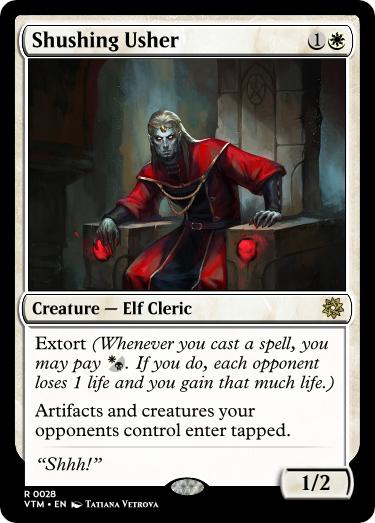 Shushing Usher 1
Creature — Elf Cleric
Extort (Whenever you cast a spell, you
may pay . If you do, each opponent
loses 1 life and you gain that much life.)
Artifacts and creatures your
opponents control enter tapped.
“Shhh!”
1/2
R 0028
VTM • EN Tatiana Vetrova